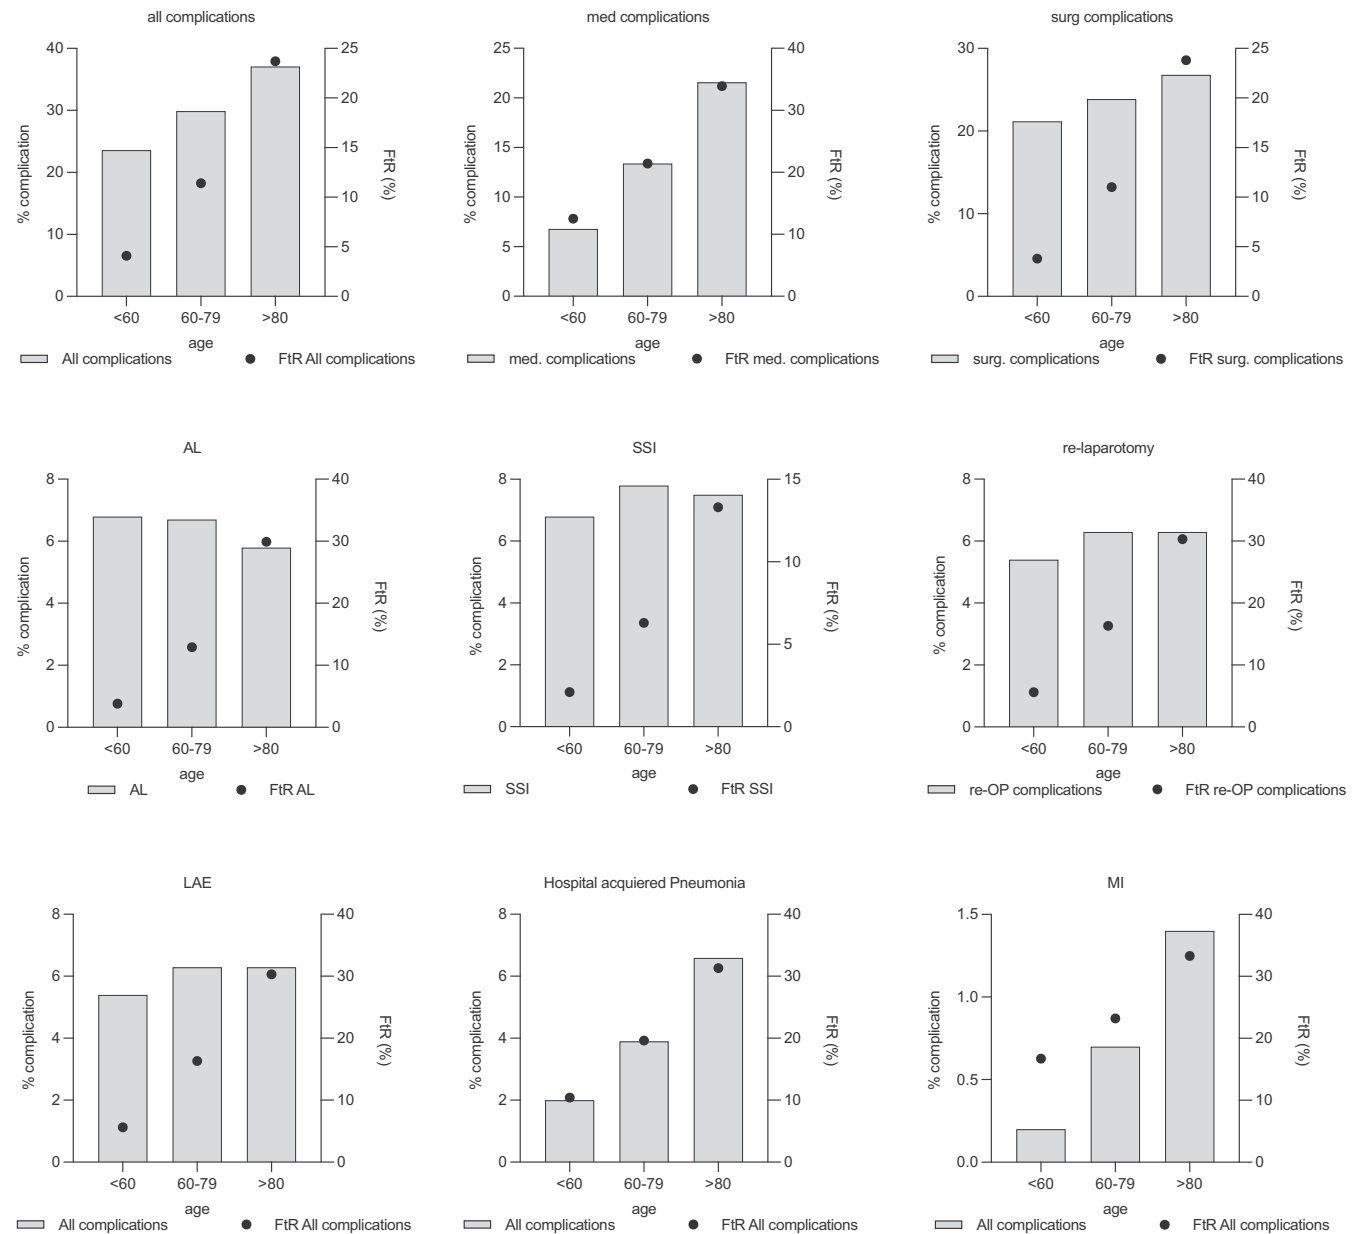 all complications
40
30
20
10
0
% complication
25
20
15
10
5
0
FtR (%)
<60 60-79 >80
age
All complications FtR All complications
med complications
25
20
15
10
5
0
% complication
40
30
20
10
0
FtR (%)
<60 60-79 >80
age
med. complications FtR med. complications
surg complications
30
20
10
0
% complication
25
20
15
10
5
0
FtR (%)
<60 60-79 >80
age
surg. complications FtR surg. complications
AL
8
6
4
2
0
% complication
40
30
20
10
0
FtR (%)
<60 60-79 >80
age
AL FtR AL
SSI
8
6
4
2
0
% complication
15
10
5
0
FtR (%)
<60 60-79 >80
age
SSI FtR SSI
re-laparotomy
8
6
4
2
0
% complication
40
30
20
10
0
FtR (%)
<60 60-79 >80
age
re-OP complications FtR re-OP complications
LAE
8
6
4
2
0
% complication
40
30
20
10
0
FtR (%)
<60 60-79 >80
age
All complications FtR All complications
Hospital acquiered Pneumonia
8
6
4
2
0
% complication
40
30
20
10
0
FtR (%)
<60 60-79 >80
age
All complications FtR All complications
MI
1.5
1.0
0.5
0.0
% complication
40
30
20
10
0
FtR (%)
<60 60-79 >80
age
All complications FtR All complications